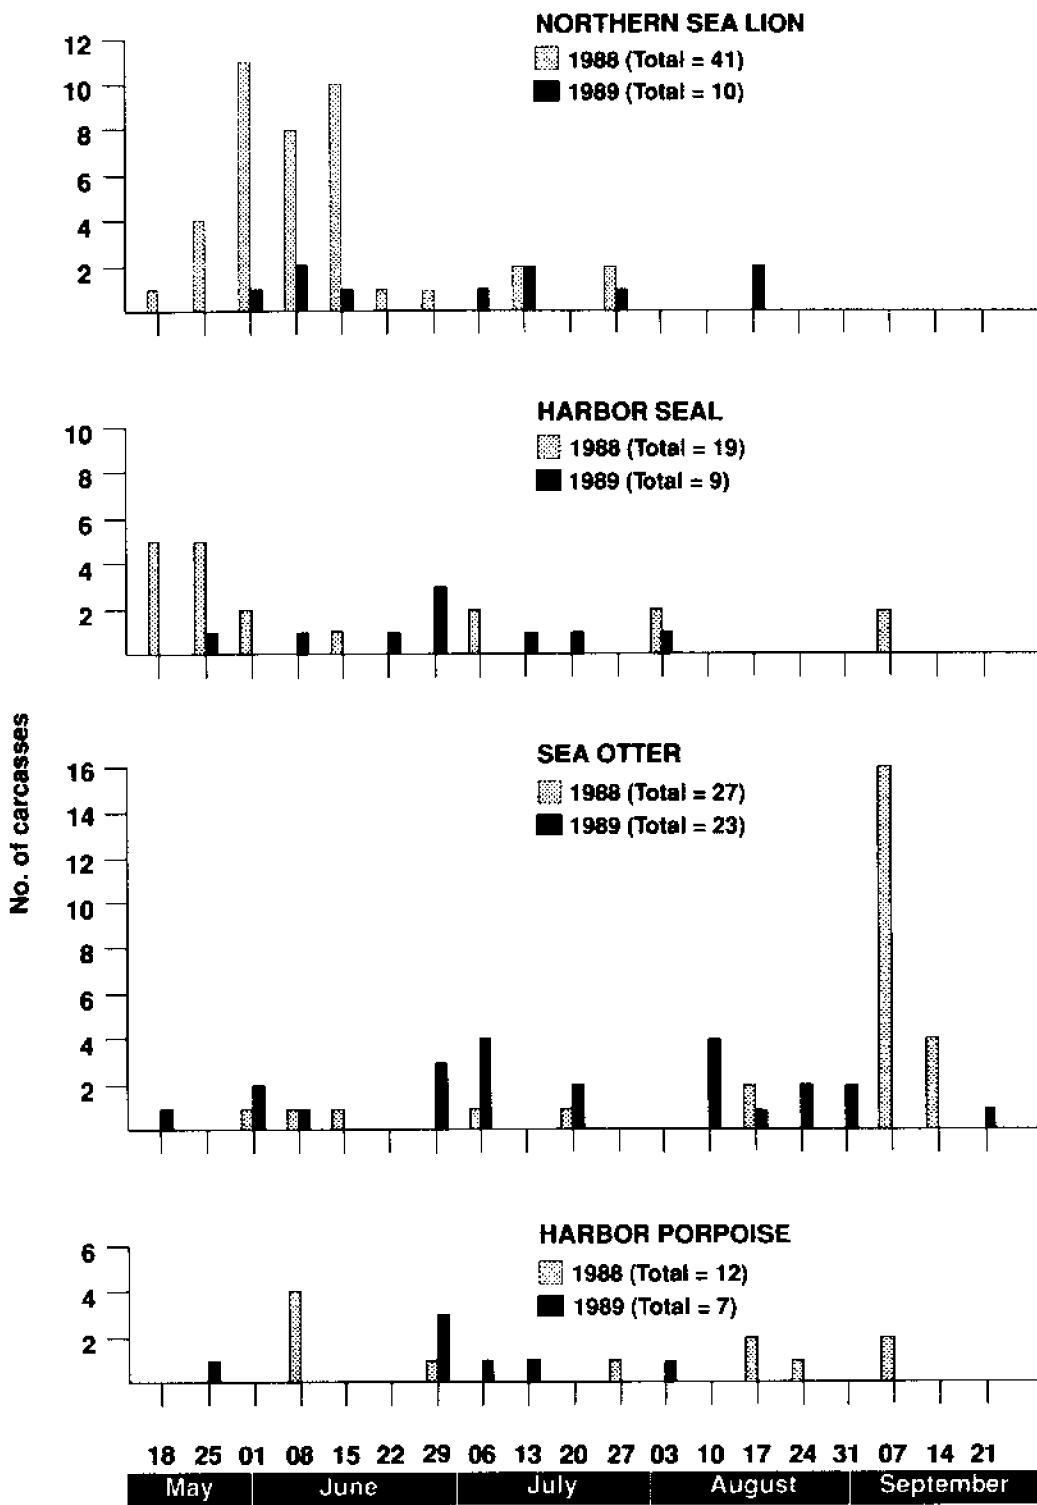 NORTHERN SEA LION
1988 (Total = 41)
1989 (Total = 10)
12
10
8
6
4
2
HARBOR SEAL
1988 (Total = 19)
1989 (Total = 9)
10
8
6
4
2
No. of carcasses
SEA OTTER
1988 (Total = 27)
1989 (Total = 23)
16
14
12
10
8
6
4
2
HARBOR PORPOISE
1988 (Total = 12)
1989 (Total = 7)
6
4
2
18 25 01 08 15 22 29 06 13 20 27 03 10 17 24 31 07 14 21
May June July August September